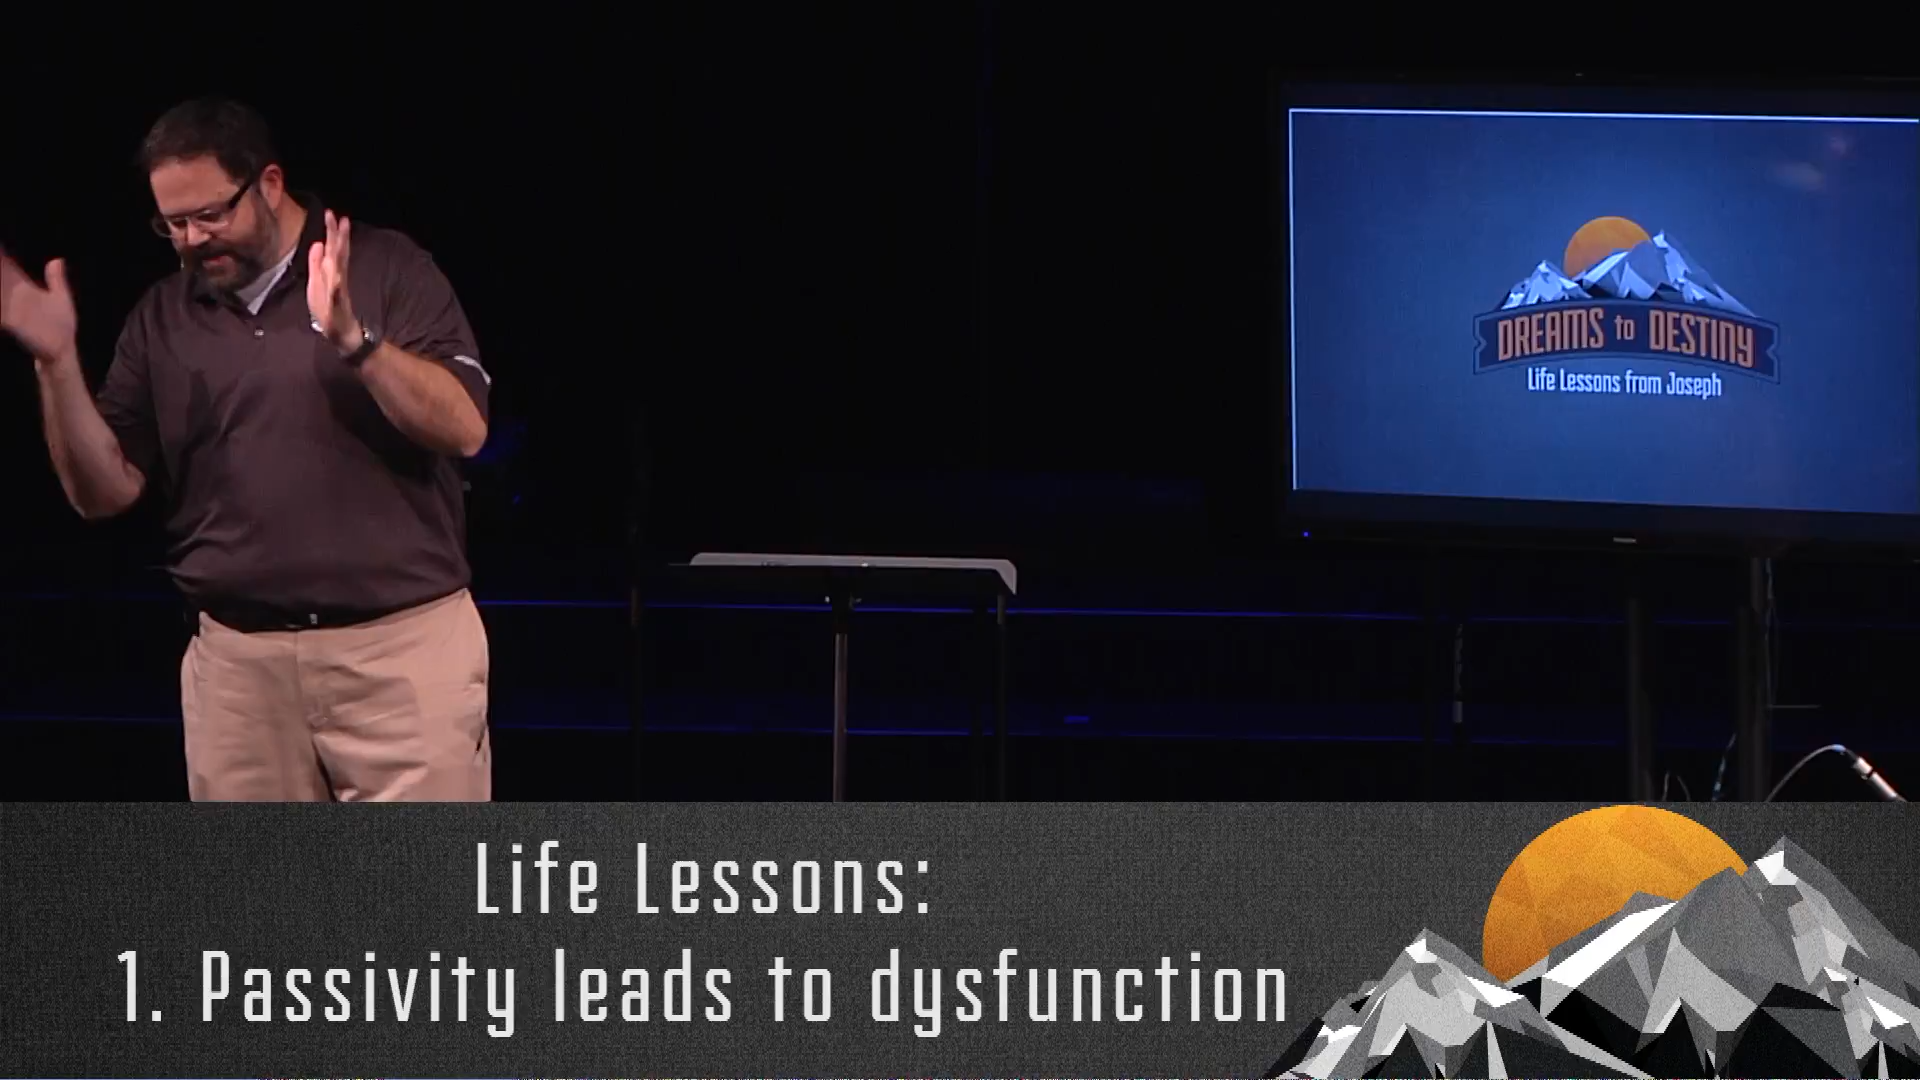 DREAMS to DESTINY
Life Lessons from Joseph
Life Lessons:
1. Passivity leads to dysfunction